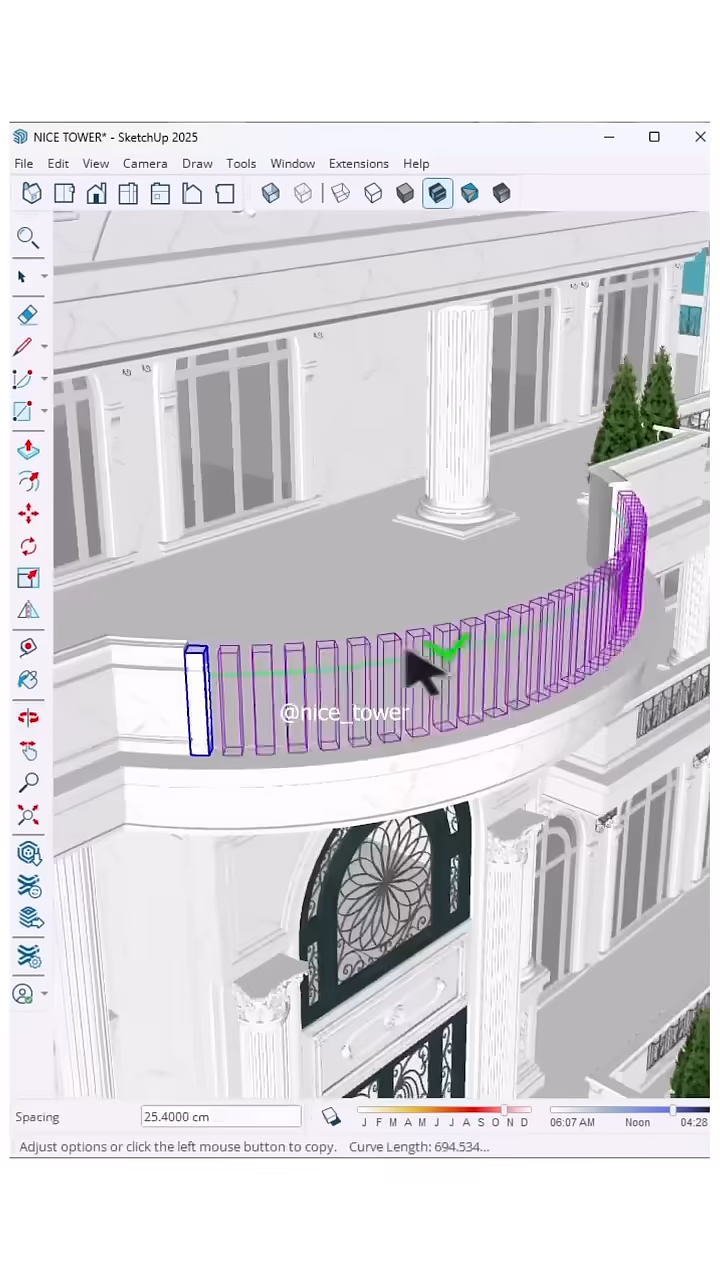 NICE TOWER* - SketchUp 2025
File Edit View Camera Draw Tools Window Extensions Help
@nice_tower
Spacing 25.4000 cm J F M A M J J A S O N D 06:07 AM Noon 04:28
Adjust options or click the left mouse button to copy. Curve Length: 694.534...